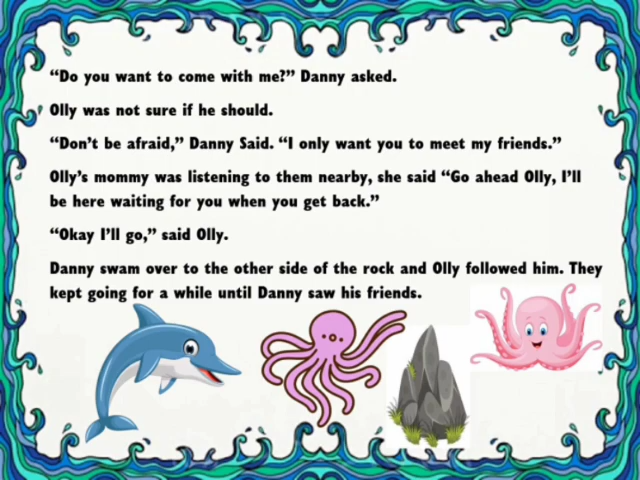 “Do you want to come with me?” Danny asked.
Olly was not sure if he should.
“Don’t be afraid,” Danny Said. “I only want you to meet my friends.”
Olly’s mommy was listening to them nearby, she said “Go ahead Olly, I’ll
be here waiting for you when you get back.”
“Okay I’ll go,” said Olly.
Danny swam over to the other side of the rock and Olly followed him. They
kept going for a while until Danny saw his friends.